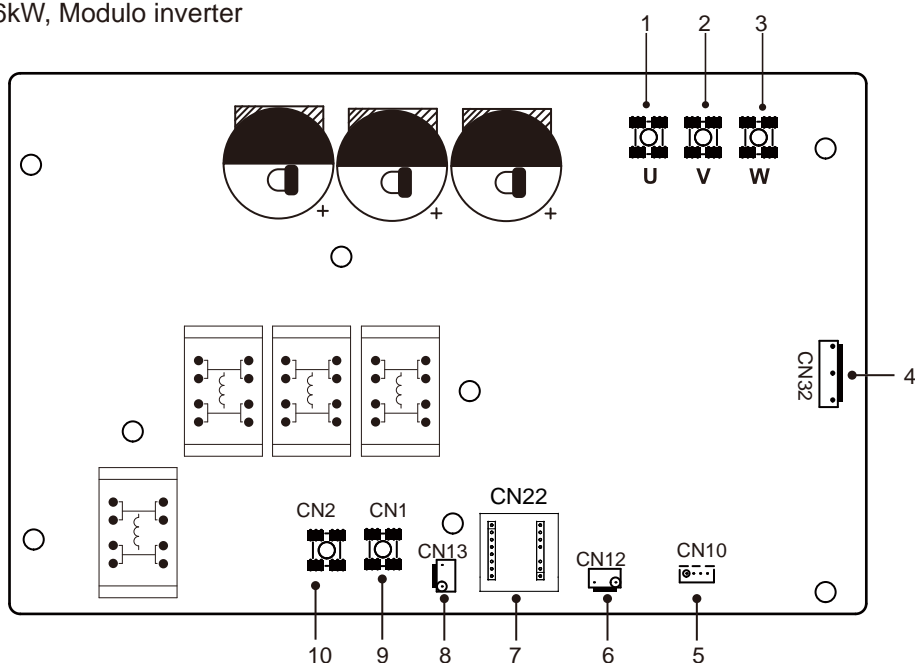 6kW, Modulo inverter
1 2 3
U V W
+ + +
CN32
4
CN22
CN2 CN1
CN13 CN12 CN10
10 9 8 7 6 5